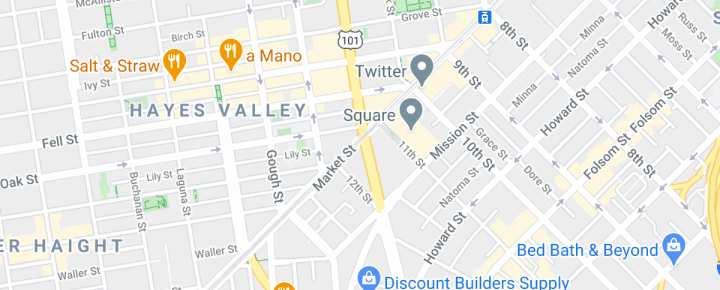 McAllist
Fulton St
Birch St
Grove St
101
8th St
Minna
Howard St
Russ St
Moss St
Natoma St
Salt & Straw
a Mano
Ivy St
Twitter
9th St
Minna
Howard St
Folsom St
HAYES VALLEY
Square
Mission St
Fell St
Grace St
11th St
10th St
Folsom St
8th St
Lily St
Gough St
Market St
Dore St
Oak St
Lily St
Buchanan St
Laguna St
12th St
Natoma St
Howard St
ER HAIGHT
Waller St
Bed Bath & Beyond
Waller St
Discount Builders Supply